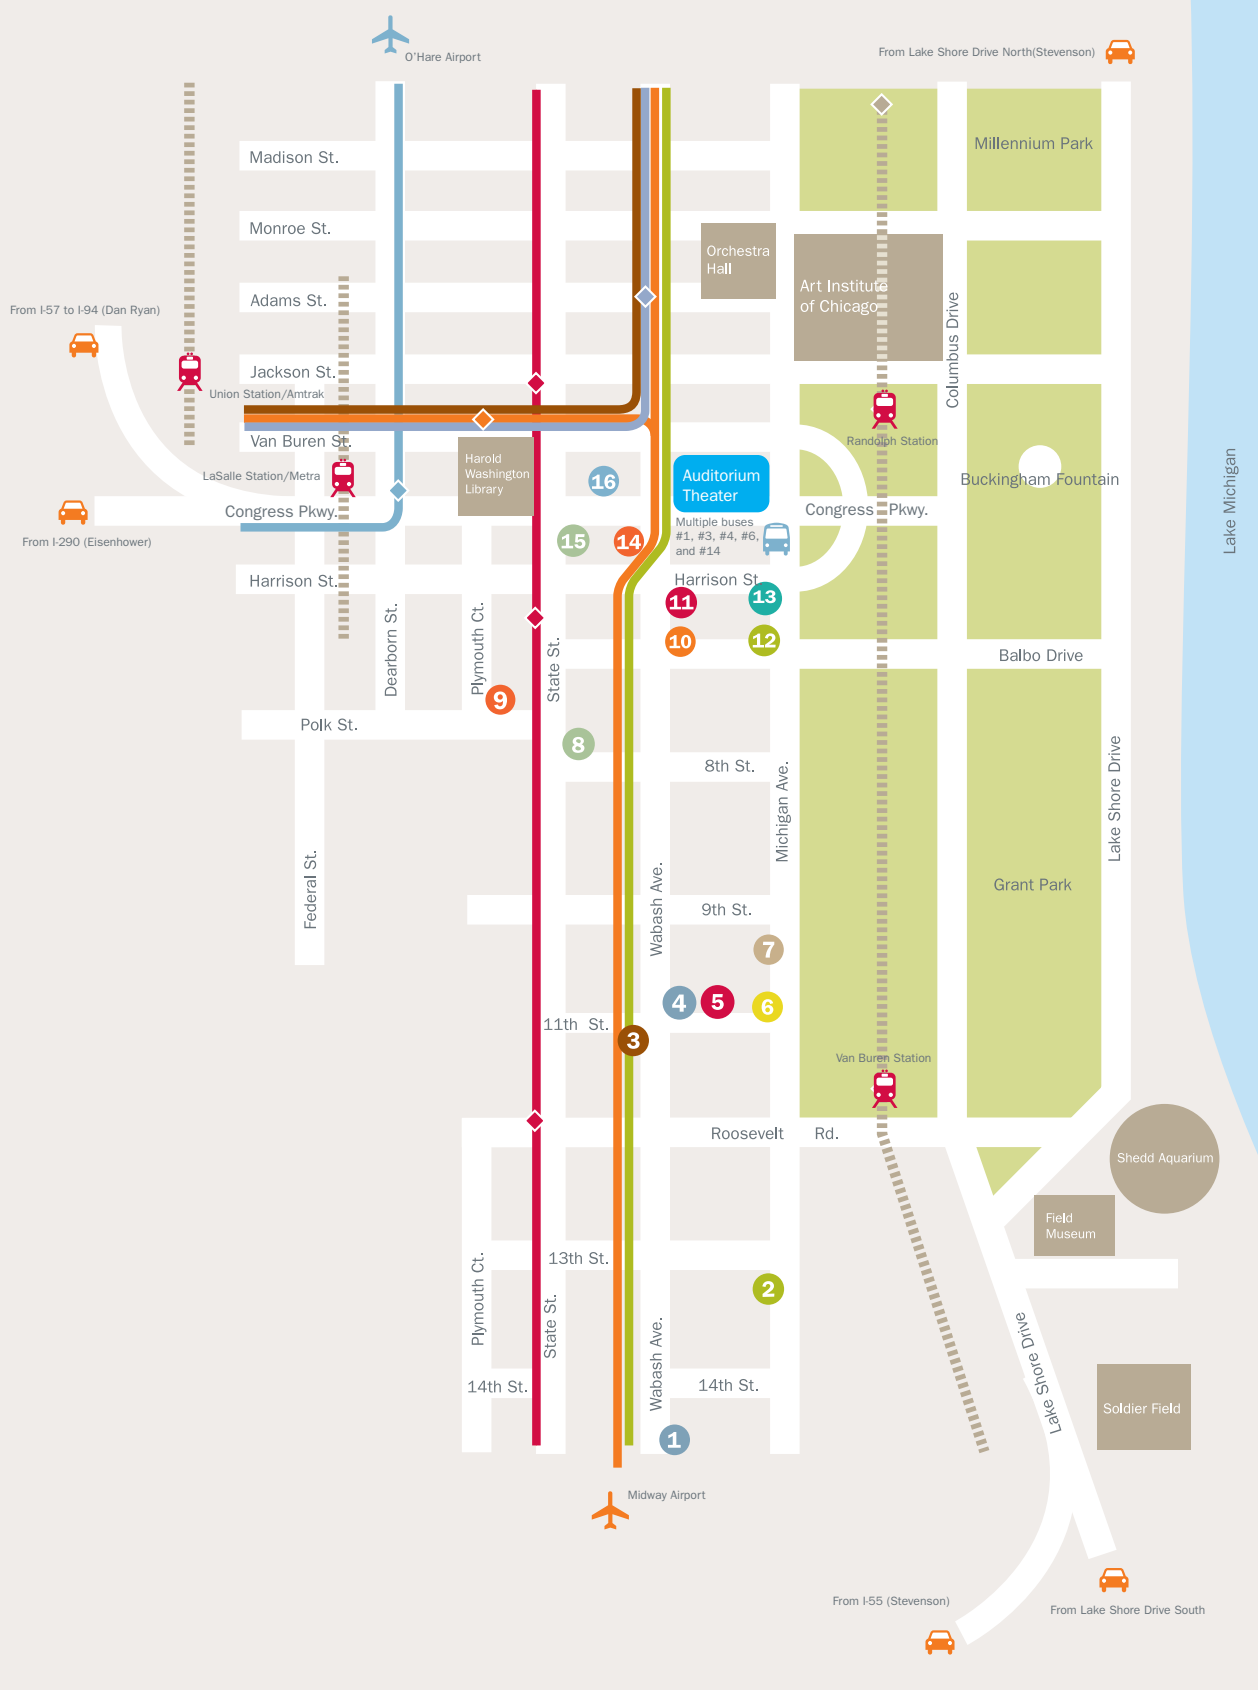 O'Hare Airport
From Lake Shore Drive North(Stevenson)
Madison St.
Millennium Park
Monroe St.
Orchestra
Hall
Adams St.
Art Institute
of Chicago
From I-57 to I-94 (Dan Ryan)
Columbus Drive
Jackson St.
Union Station/Amtrak
Van Buren St.
Randolph Station
Harold
Washington
Library
LaSalle Station/Metra
16
Auditorium
Theater
Buckingham Fountain
Lake Michigan
Congress Pkwy.
Congress Pkwy.
Multiple buses
#1, #3, #4, #6,
and #14
From I-290 (Eisenhower)
15
14
Harrison St.
Harrison St.
11
13
10
12
Dearborn St.
Plymouth Ct.
State St.
Balbo Drive
9
Polk St.
8
8th St.
Michigan Ave.
Lake Shore Drive
Federal St.
Wabash Ave.
Grant Park
9th St.
7
4
5
6
11th St.
3
Van Buren Station
Roosevelt Rd.
Shedd Aquarium
Field
Museum
13th St.
2
Plymouth Ct.
State St.
Wabash Ave.
Lake Shore Drive
14th St.
14th St.
Soldier Field
1
Midway Airport
From I-55 (Stevenson)
From Lake Shore Drive South